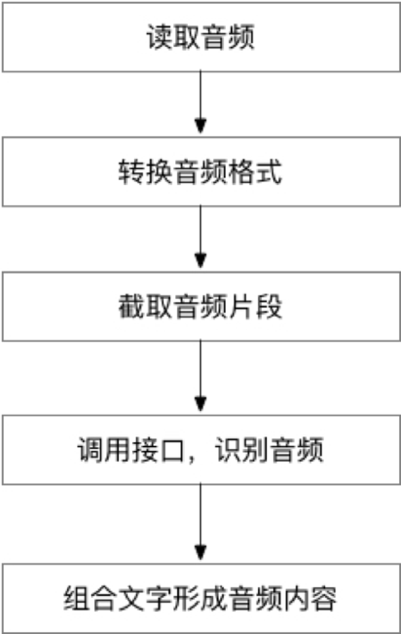 读取音频
转换音频格式
截取音频片段
调用接口，识别音频
组合文字形成音频内容